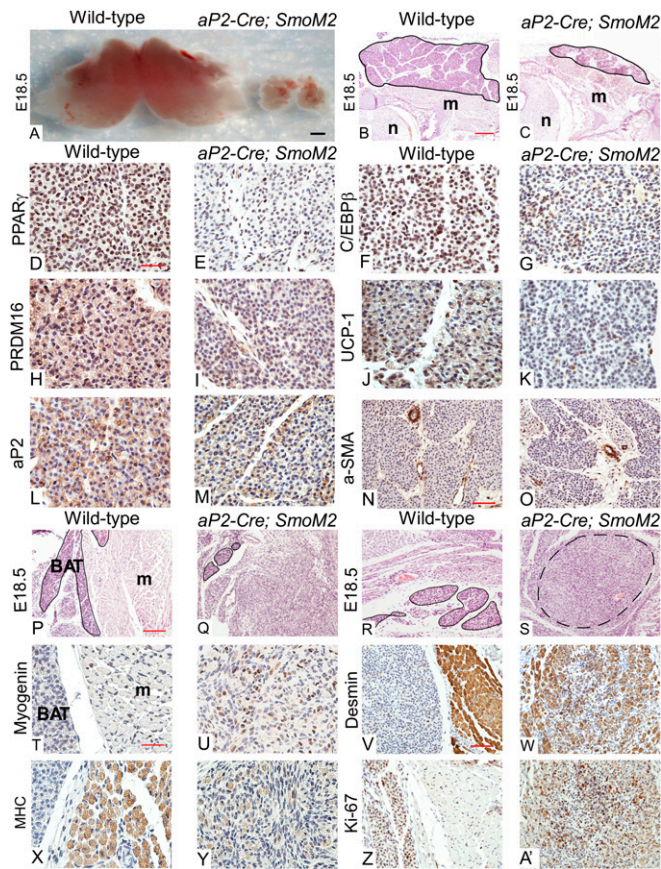 Wild-type aP2-Cre; SmoM2 Wild-type aP2-Cre; SmoM2
E18.5 A E18.5 B m n E18.5 C m n
Wild-type aP2-Cre; SmoM2 Wild-type aP2-Cre; SmoM2
PPARγ D E C/EBPβ F G
PRDM16 H I UCP-1 J K
aP2 L M a-SMA N O
Wild-type aP2-Cre; SmoM2 Wild-type aP2-Cre; SmoM2
E18.5 P BAT m Q E18.5 R S
Myogenin T BAT m U Desmin V W
MHC X Y Ki-67 Z A'